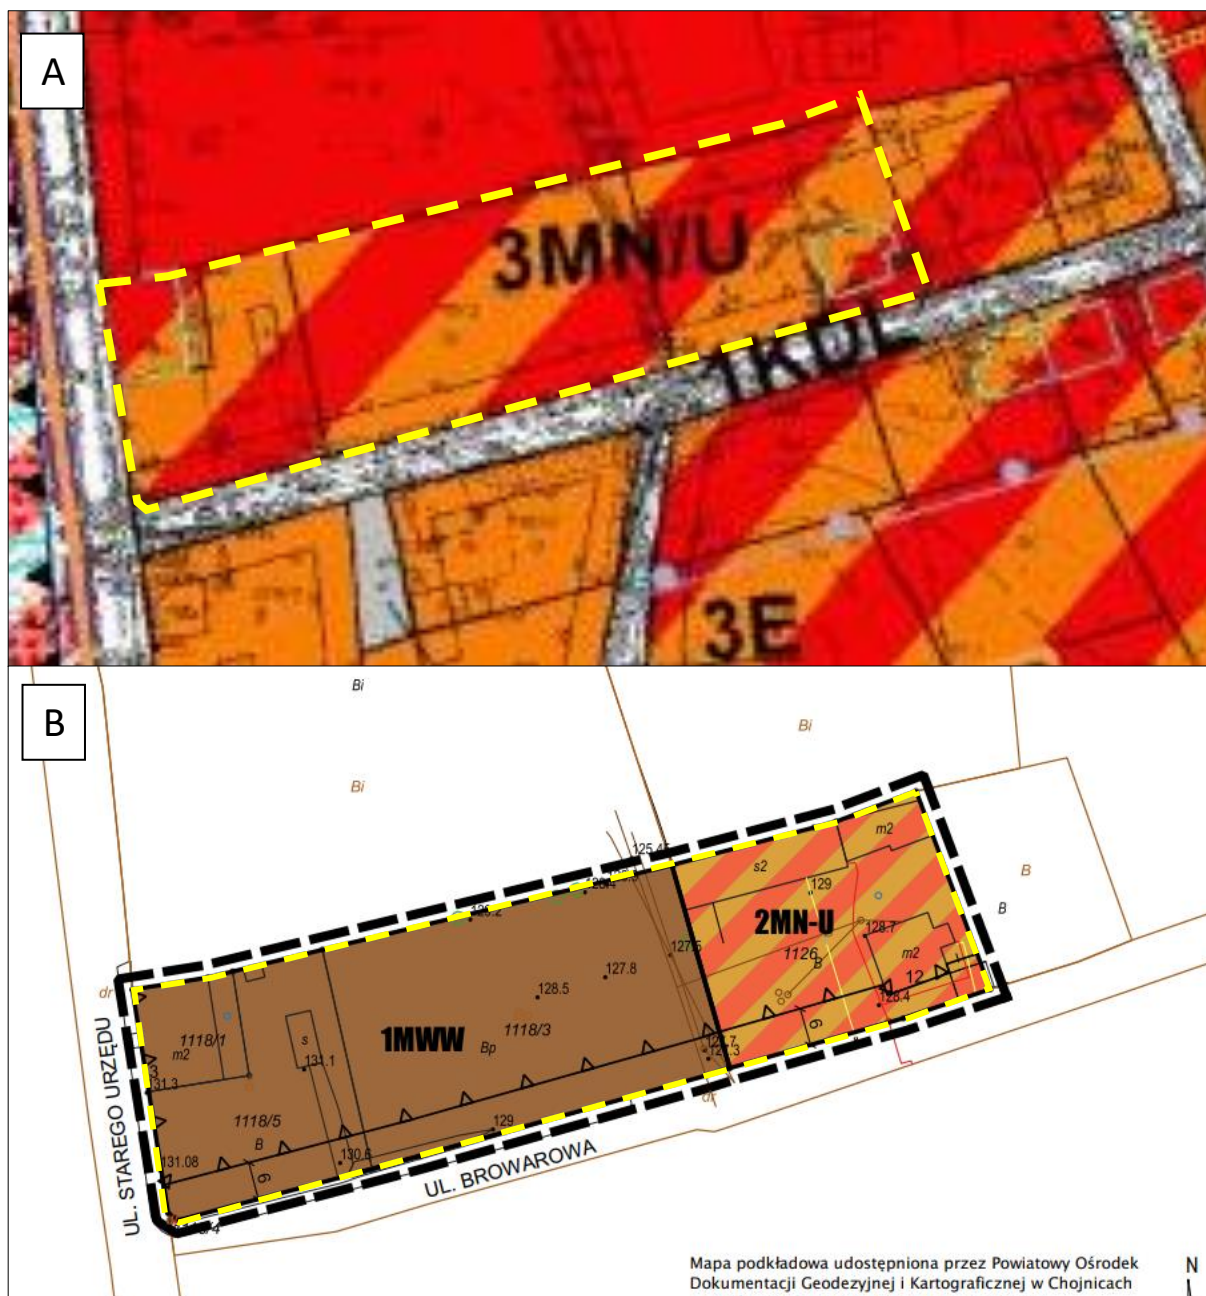 A
3MN/U
1KDL
3E
B
Bi
Bi
Bi
125.45
m2
s2
129
B
B
2MN-U
128.7
1126
B
m2
12
128.4
127.5
127.8
128.5
1118/3
1MWW
Bp
dr
1118/1
m2
s
131.1
131.3
1118/5
B
131.08
6
130.6
129
6
dr
UL. STAREGO URZĘDU
UL. BROWAROWA
Mapa podkładowa udostępniona przez Powiatowy Ośrodek
Dokumentacji Geodezyjnej i Kartograficznej w Chojnicach
N